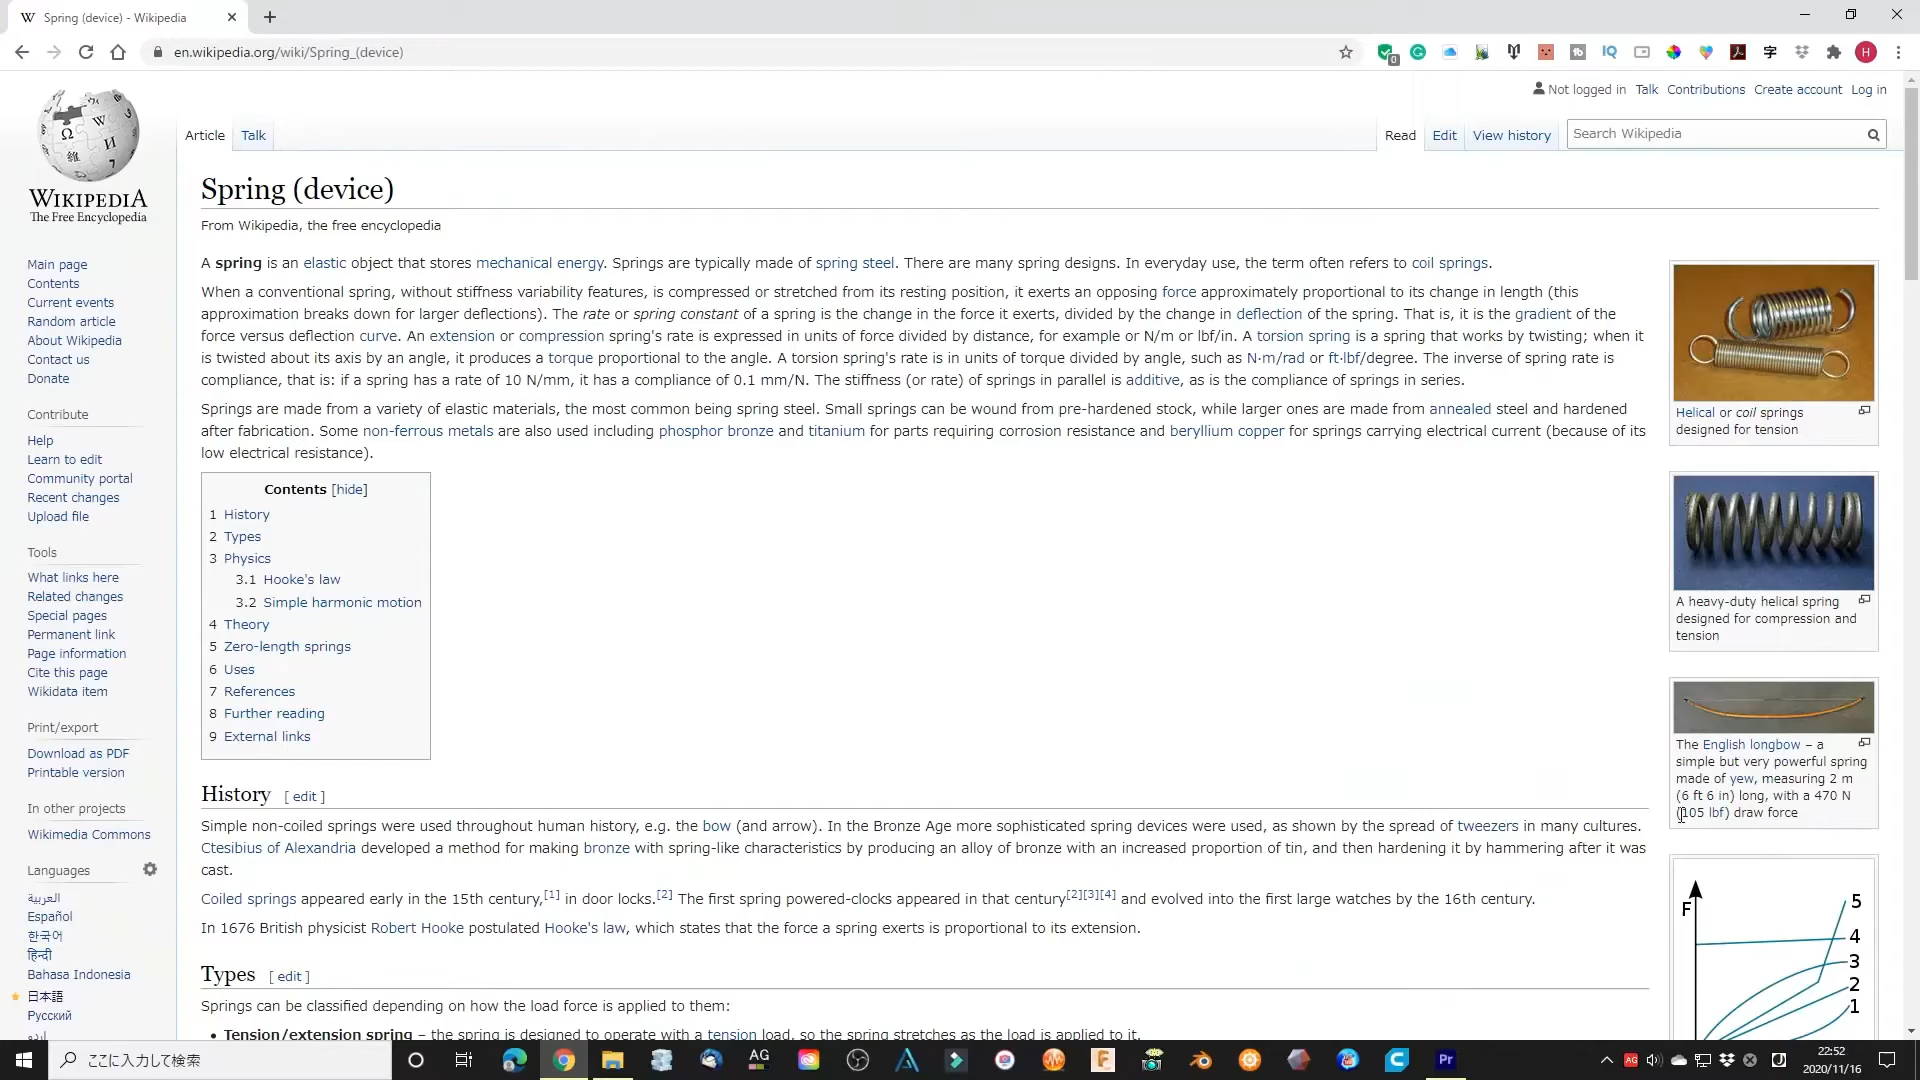 Spring (device) - Wikipedia
en.wikipedia.org/wiki/Spring_(device)
0
H
Not logged in Talk Contributions Create account Log in
Article Talk
Read Edit View history Search Wikipedia
WIKIPEDIA
The Free Encyclopedia
Main page
Contents
Current events
Random article
About Wikipedia
Contact us
Donate
Contribute
Help
Learn to edit
Community portal
Recent changes
Upload file
Tools
What links here
Related changes
Special pages
Permanent link
Page information
Cite this page
Wikidata item
Print/export
Download as PDF
Printable version
In other projects
Wikimedia Commons
Languages
العربية
Español
한국어
हिन्दी
Bahasa Indonesia
日本語
Русский
اردو
Spring (device)
From Wikipedia, the free encyclopedia
A spring is an elastic object that stores mechanical energy. Springs are typically made of spring steel. There are many spring designs. In everyday use, the term often refers to coil springs.
When a conventional spring, without stiffness variability features, is compressed or stretched from its resting position, it exerts an opposing force approximately proportional to its change in length (this
approximation breaks down for larger deflections). The rate or spring constant of a spring is the change in the force it exerts, divided by the change in deflection of the spring. That is, it is the gradient of the
force versus deflection curve. An extension or compression spring's rate is expressed in units of force divided by distance, for example or N/m or lbf/in. A torsion spring is a spring that works by twisting; when it
is twisted about its axis by an angle, it produces a torque proportional to the angle. A torsion spring's rate is in units of torque divided by angle, such as N·m/rad or ft·lbf/degree. The inverse of spring rate is
compliance, that is: if a spring has a rate of 10 N/mm, it has a compliance of 0.1 mm/N. The stiffness (or rate) of springs in parallel is additive, as is the compliance of springs in series.
Springs are made from a variety of elastic materials, the most common being spring steel. Small springs can be wound from pre-hardened stock, while larger ones are made from annealed steel and hardened
after fabrication. Some non-ferrous metals are also used including phosphor bronze and titanium for parts requiring corrosion resistance and beryllium copper for springs carrying electrical current (because of its
low electrical resistance).
Contents [hide]
1 History
2 Types
3 Physics
3.1 Hooke's law
3.2 Simple harmonic motion
4 Theory
5 Zero-length springs
6 Uses
7 References
8 Further reading
9 External links
History [ edit ]
Simple non-coiled springs were used throughout human history, e.g. the bow (and arrow). In the Bronze Age more sophisticated spring devices were used, as shown by the spread of tweezers in many cultures.
Ctesibius of Alexandria developed a method for making bronze with spring-like characteristics by producing an alloy of bronze with an increased proportion of tin, and then hardening it by hammering after it was
cast.
Coiled springs appeared early in the 15th century,[1] in door locks.[2] The first spring powered-clocks appeared in that century[2][3][4] and evolved into the first large watches by the 16th century.
In 1676 British physicist Robert Hooke postulated Hooke's law, which states that the force a spring exerts is proportional to its extension.
Types [ edit ]
Springs can be classified depending on how the load force is applied to them:
• Tension/extension spring – the spring is designed to operate with a tension load, so the spring stretches as the load is applied to it.
Helical or coil springs
designed for tension
A heavy-duty helical spring
designed for compression and
tension
The English longbow – a
simple but very powerful spring
made of yew, measuring 2 m
(6 ft 6 in) long, with a 470 N
(105 lbf) draw force
F
5
4
3
2
1
ここに入力して検索
AG
Pr
AG
22:52
2020/11/16